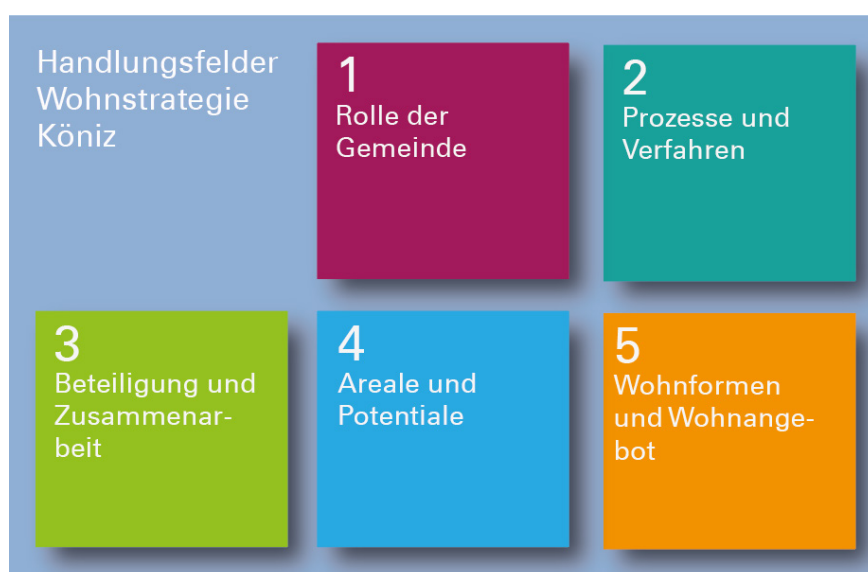 Handlungsfelder
Wohnstrategie
Köniz
1
Rolle der
Gemeinde
2
Prozesse und
Verfahren
3
Beteiligung und
Zusammenar-
beit
4
Areale und
Potentiale
5
Wohnformen
und Wohnange-
bot